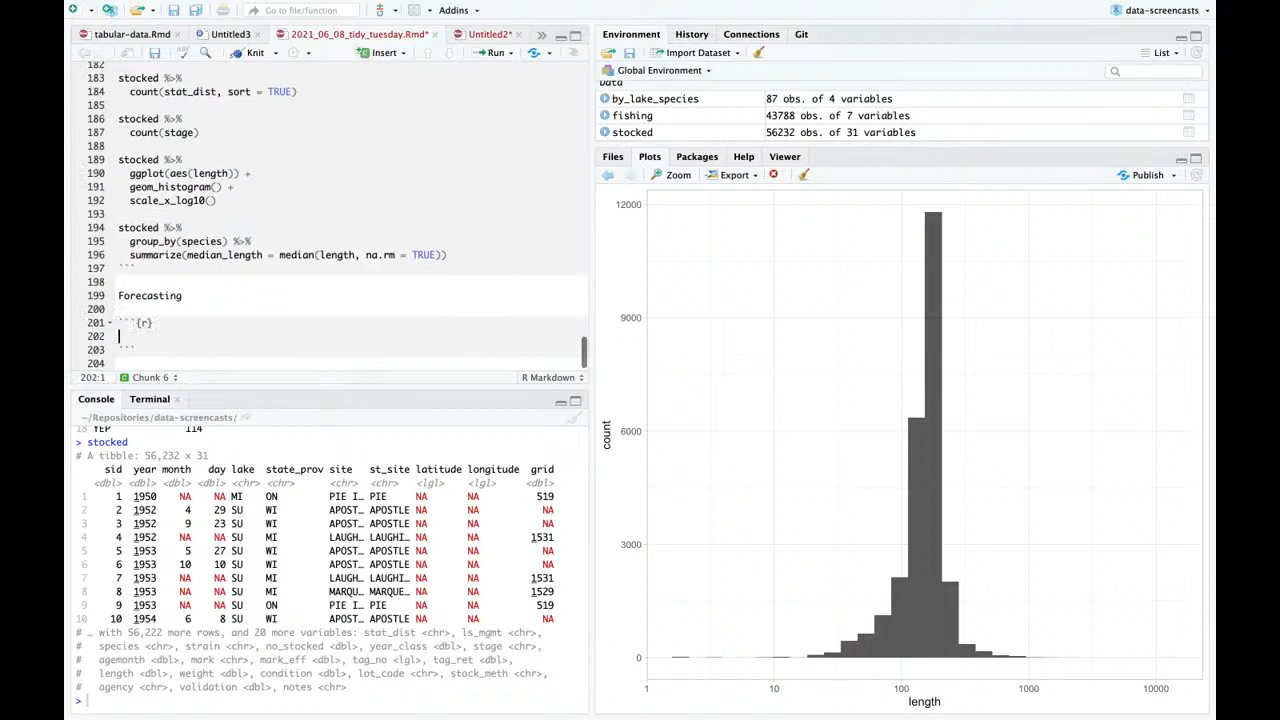 Go to file/function
Addins
data-screencasts
tabular-data.Rmd
Untitled3
2021_06_08_tidy_tuesday.Rmd*
Untitled2*
Knit
Insert
Run
182
183 stocked %>%
184 count(stat_dist, sort = TRUE)
185
186 stocked %>%
187 count(stage)
188
189 stocked %>%
190 ggplot(aes(length)) +
191 geom_histogram() +
192 scale_x_log10()
193
194 stocked %>%
195 group_by(species) %>%
196 summarize(median_length = median(length, na.rm = TRUE))
197 ```
198
199 Forecasting
200
201 ```{r}
202
203 ```
204
202:1 Chunk 6 R Markdown
Console Terminal
~/Repositories/data-screencasts/
18 YEP 114
> stocked
# A tibble: 56,232 x 31
sid year month day lake state_prov site st_site latitude longitude grid
<dbl> <dbl> <dbl> <dbl> <chr> <chr> <chr> <chr> <lgl> <lgl> <dbl>
1 1 1950 NA NA MI ON PIE I… PIE NA NA 519
2 2 1952 4 29 SU WI APOST… APOSTLE NA NA NA
3 3 1952 9 23 SU WI APOST… APOSTLE NA NA NA
4 4 1952 NA NA SU MI LAUGH… LAUGHI… NA NA 1531
5 5 1953 5 27 SU WI APOST… APOSTLE NA NA NA
6 6 1953 10 10 SU WI APOST… APOSTLE NA NA NA
7 7 1953 NA NA SU MI LAUGH… LAUGHI… NA NA 1531
8 8 1953 NA NA SU MI MARQU… MARQUE… NA NA 1529
9 9 1953 NA NA SU ON PIE I… PIE NA NA 519
10 10 1954 6 8 SU WI APOST… APOSTLE NA NA NA
# … with 56,222 more rows, and 20 more variables: stat_dist <chr>, ls_mgmt <chr>,
# species <chr>, strain <chr>, no_stocked <dbl>, year_class <dbl>, stage <chr>,
# agemonth <dbl>, mark <chr>, mark_eff <dbl>, tag_no <lgl>, tag_ret <dbl>,
# length <dbl>, weight <dbl>, condition <dbl>, lot_code <chr>, stock_meth <chr>,
# agency <chr>, validation <dbl>, notes <chr>
>
Environment History Connections Git
Import Dataset
List
Global Environment
Data
by_lake_species 87 obs. of 4 variables
fishing 43788 obs. of 7 variables
stocked 56232 obs. of 31 variables
Files Plots Packages Help Viewer
Zoom Export Publish
12000
9000
6000
3000
0
count
1 10 100 1000 10000
length